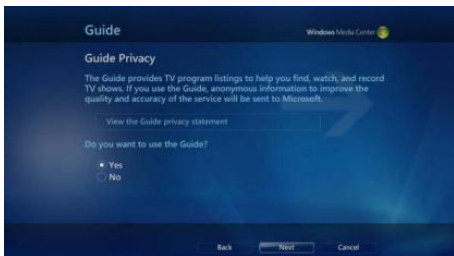 Guide
Windows Media Center
Guide Privacy
The Guide provides TV program listings to help you find, watch, and record
TV shows. If you use the Guide, anonymous information to improve the
quality and accuracy of the service will be sent to Microsoft.
View the Guide privacy statement
Do you want to use the Guide?
Yes
No
Back Next Cancel